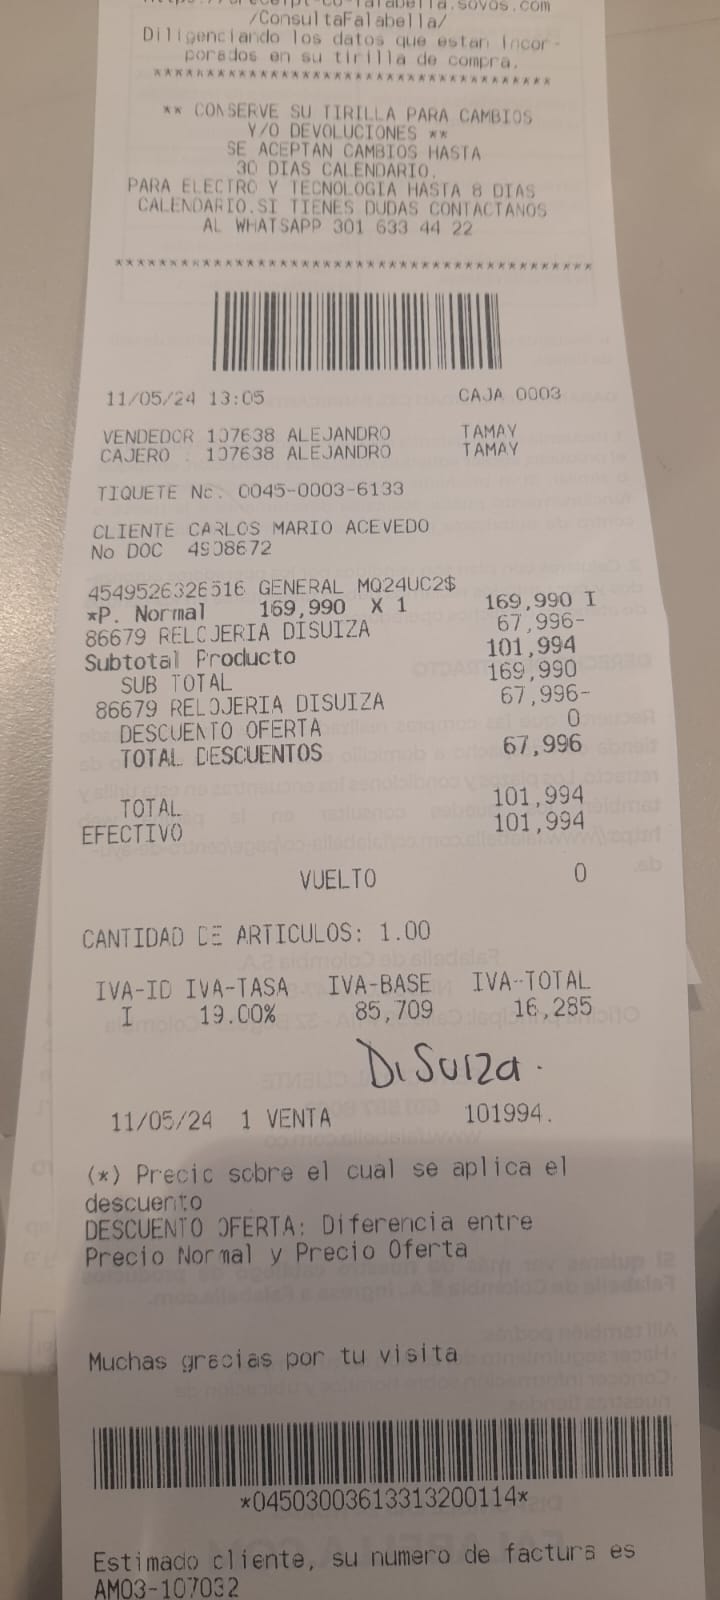 /ConsultaFalabella/
Diligenciando los datos que estan incor-
porados en su tirilla de compra.
****************************************
** CONSERVE SU TIRILLA PARA CAMBIOS
Y/O DEVOLUCIONES **
SE ACEPTAN CAMBIOS HASTA
30 DIAS CALENDARIO.
PARA ELECTRO Y TECNOLOGIA HASTA 8 DIAS
CALENDARIO.SI TIENES DUDAS CONTACTANOS
AL WHATSAPP 301 633 44 22
****************************************
11/05/24 13:05 CAJA 0003
VENDEDOR 107638 ALEJANDRO TAMAY
CAJERO : 107638 ALEJANDRO TAMAY
TIQUETE No. 0045-0003-6133
CLIENTE CARLOS MARIO ACEVEDO
No DOC 4908672
4549526326516 GENERAL MQ24UC2$
*P. Normal 169,990 X 1 169,990 I
86679 RELOJERIA DISUIZA 67,996-
Subtotal Producto 101,994
SUB TOTAL 169,990
86679 RELOJERIA DISUIZA 67,996-
DESCUENTO OFERTA 0
TOTAL DESCUENTOS 67,996
TOTAL 101,994
EFECTIVO 101,994
VUELTO 0
CANTIDAD DE ARTICULOS: 1.00
IVA-ID IVA-TASA IVA-BASE IVA-TOTAL
I 19.00% 85,709 16,285
DiSuiza.
11/05/24 1 VENTA 101994.
(*) Precio sobre el cual se aplica el
descuento
DESCUENTO OFERTA: Diferencia entre
Precio Normal y Precio Oferta
Muchas gracias por tu visita
*04503003613313200114*
Estimado cliente, su numero de factura es
AM03-107032